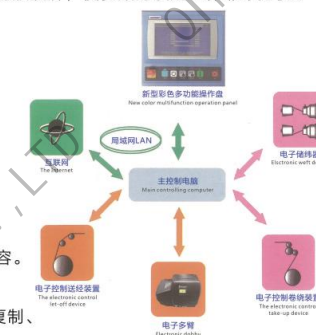 新型彩色多功能操作盘
New color multifunction operation panel
局域网LAN
互联网
The Internet
电子储纬器
Electronic weft
主控制电脑
Main controlling computer
容。
电子控制送经装置
The electronic control
let-off device
电子多臂
Electronic dobby
电子控制卷绕装置
The electronic control
take-up device
复制、